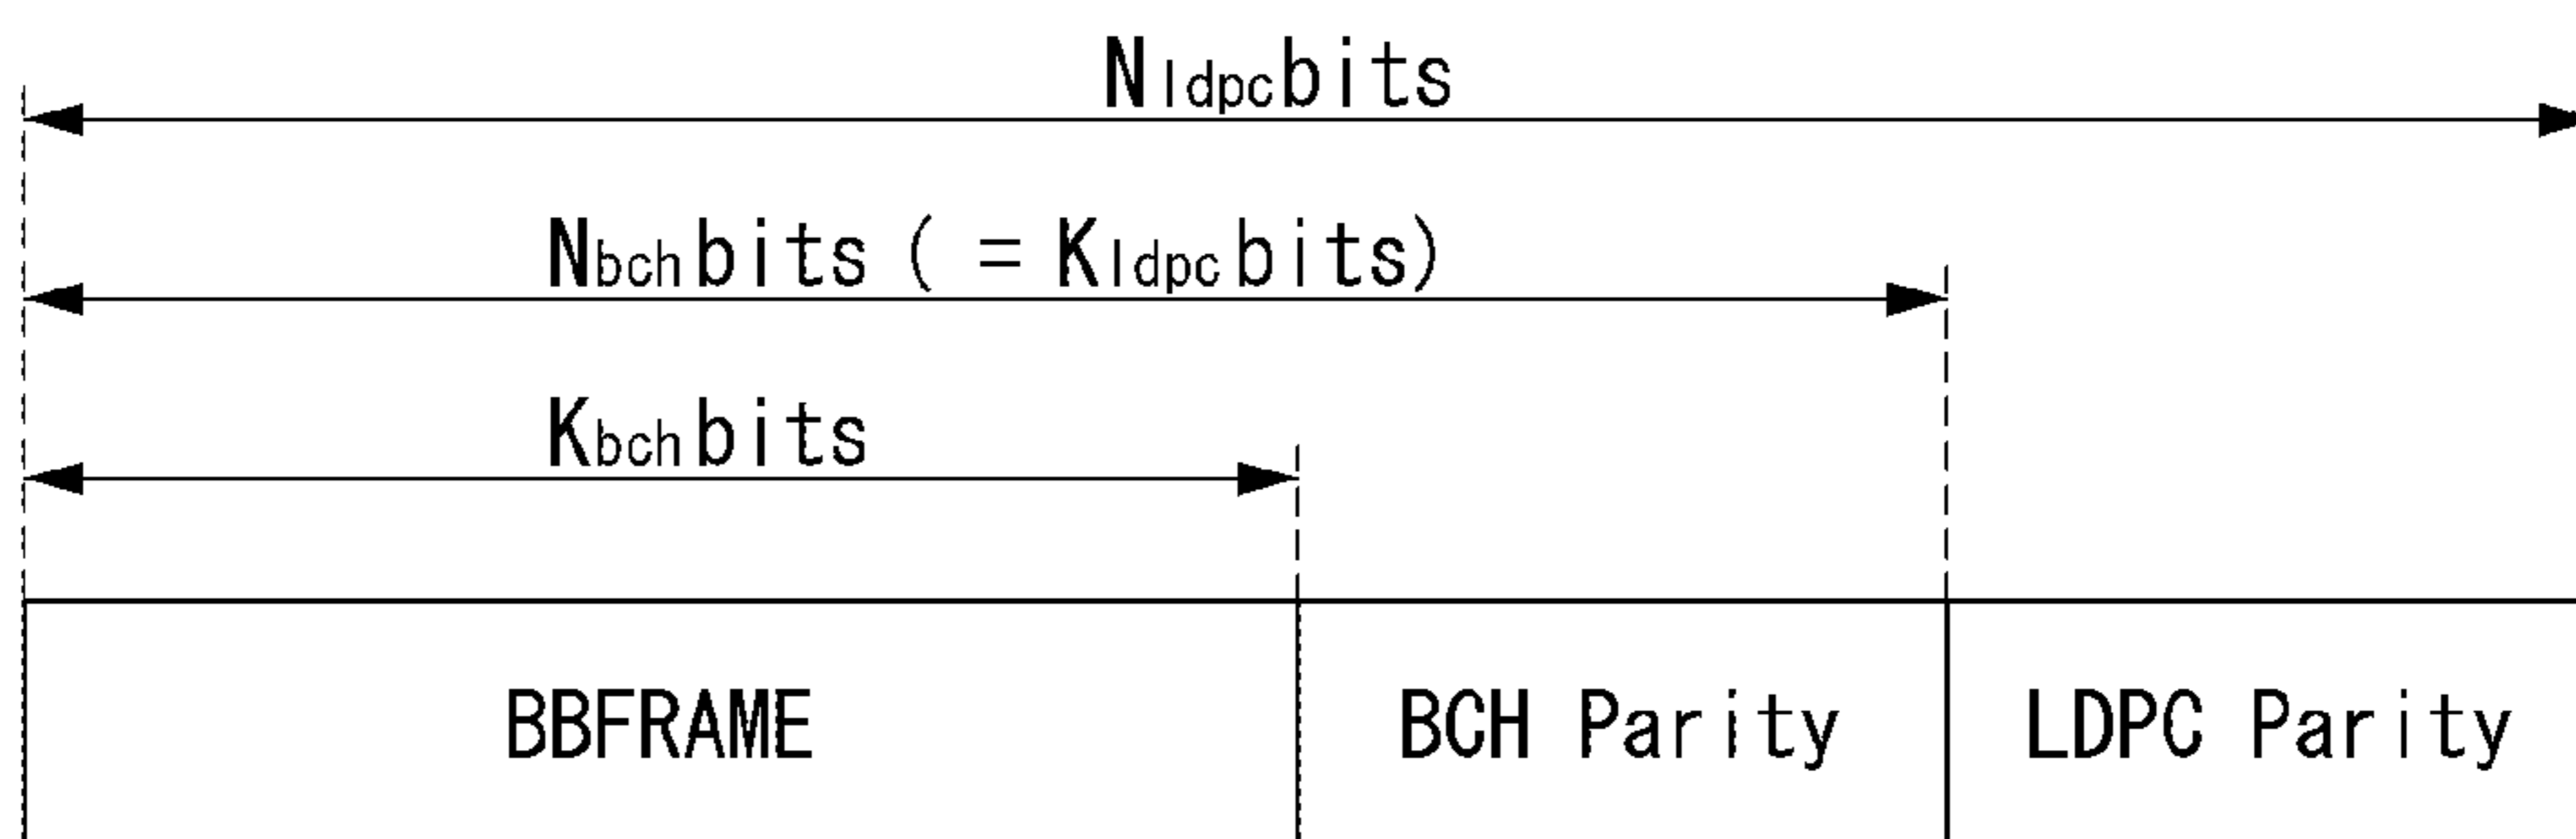 Nldpcbits
Nbchbits ( = Kldpcbits)
Kbchbits
BBFRAME BCH Parity LDPC Parity